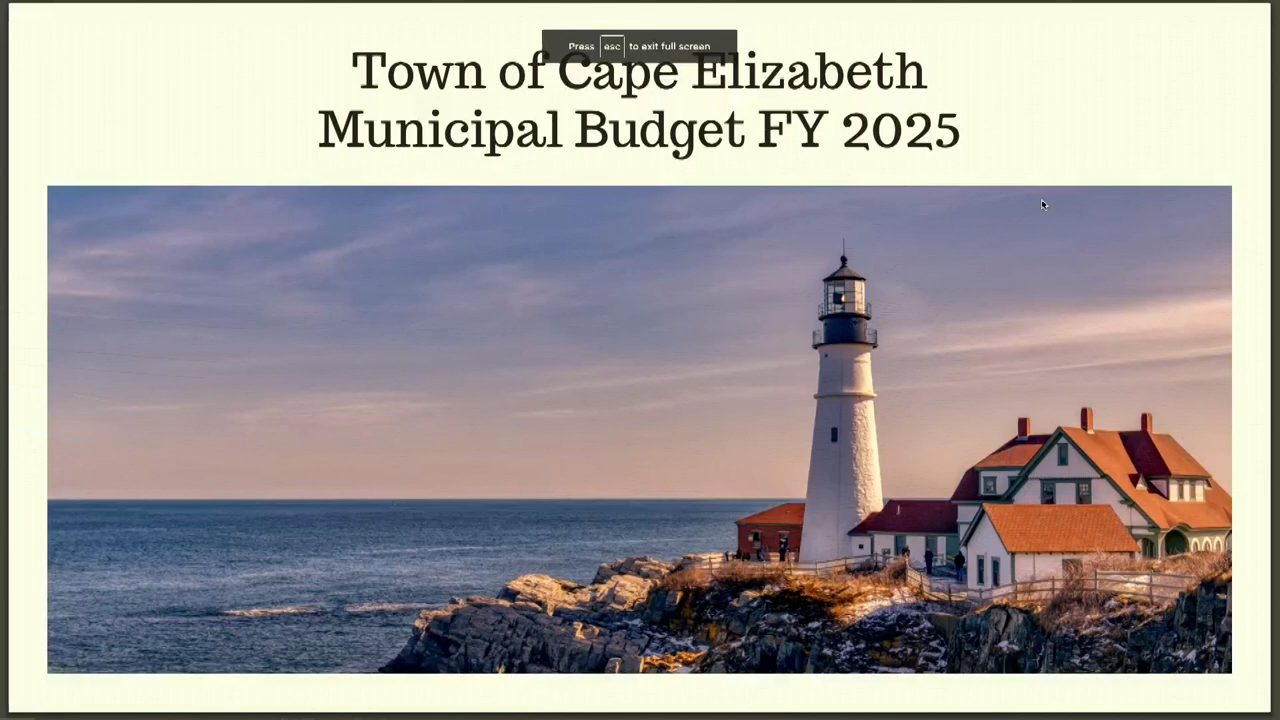 Press esc to exit full screen
Town of Cape Elizabeth
Municipal Budget FY 2025